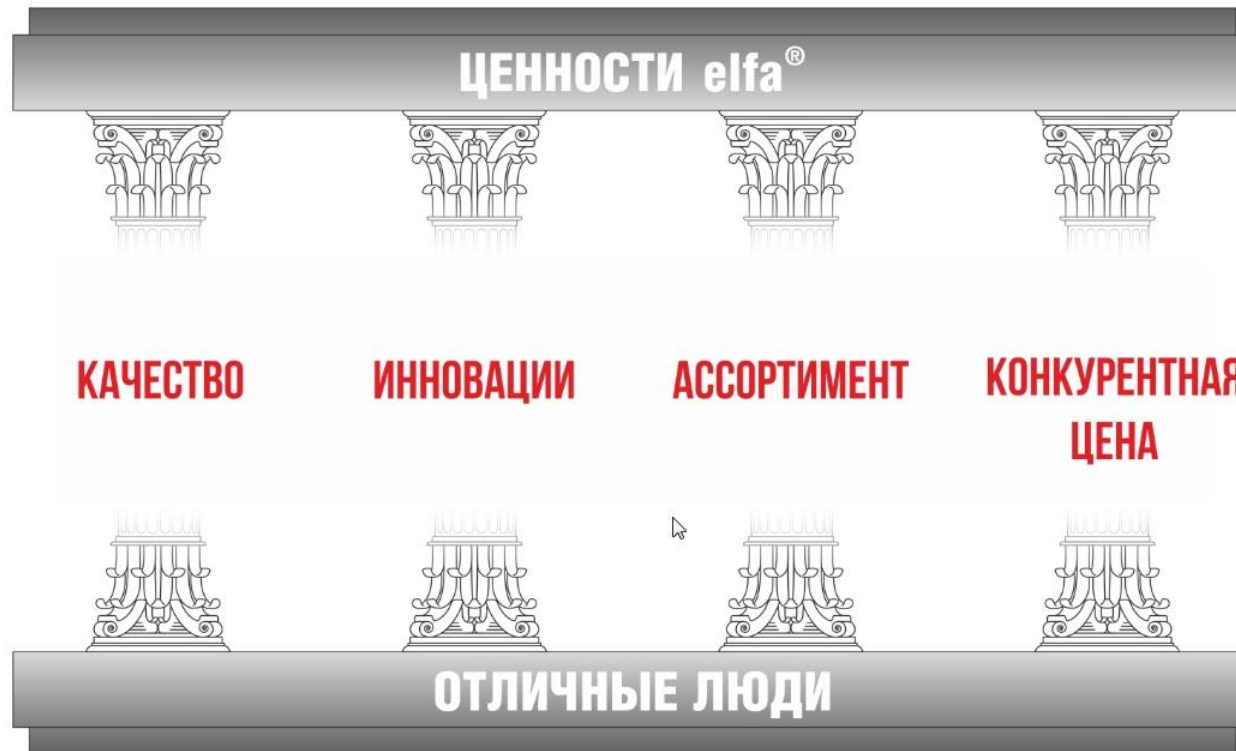 ЦЕННОСТИ elfa®
КАЧЕСТВО
ИННОВАЦИИ
АССОРТИМЕНТ
КОНКУРЕНТНАЯ
ЦЕНА
ОТЛИЧНЫЕ ЛЮДИ